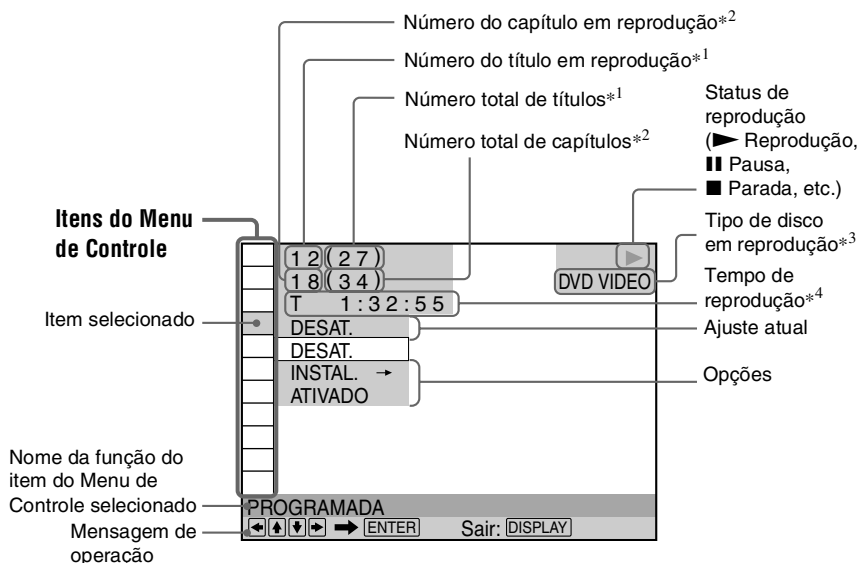 Número do capítulo em reprodução*2
Número do título em reprodução*1
Número total de títulos*1
Número total de capítulos*2
Status de
reprodução
(► Reprodução,
❚❚ Pausa,
■ Parada, etc.)
Itens do Menu
de Controle
Tipo de disco
em reprodução*3
12(27)
18(34)
DVD VIDEO
T 1:32:55
Tempo de
reprodução*4
Item selecionado
DESAT.
Ajuste atual
DESAT.
INSTAL. →
ATIVADO
Opções
Nome da função do
item do Menu de
Controle selecionado
PROGRAMADA
Mensagem de
operação
←↑↓→ ➡ ENTER Sair: DISPLAY